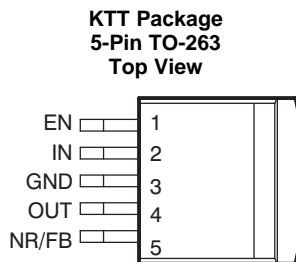 KTT Package
5-Pin TO-263
Top View
EN 1
IN 2
GND 3
OUT 4
NR/FB 5